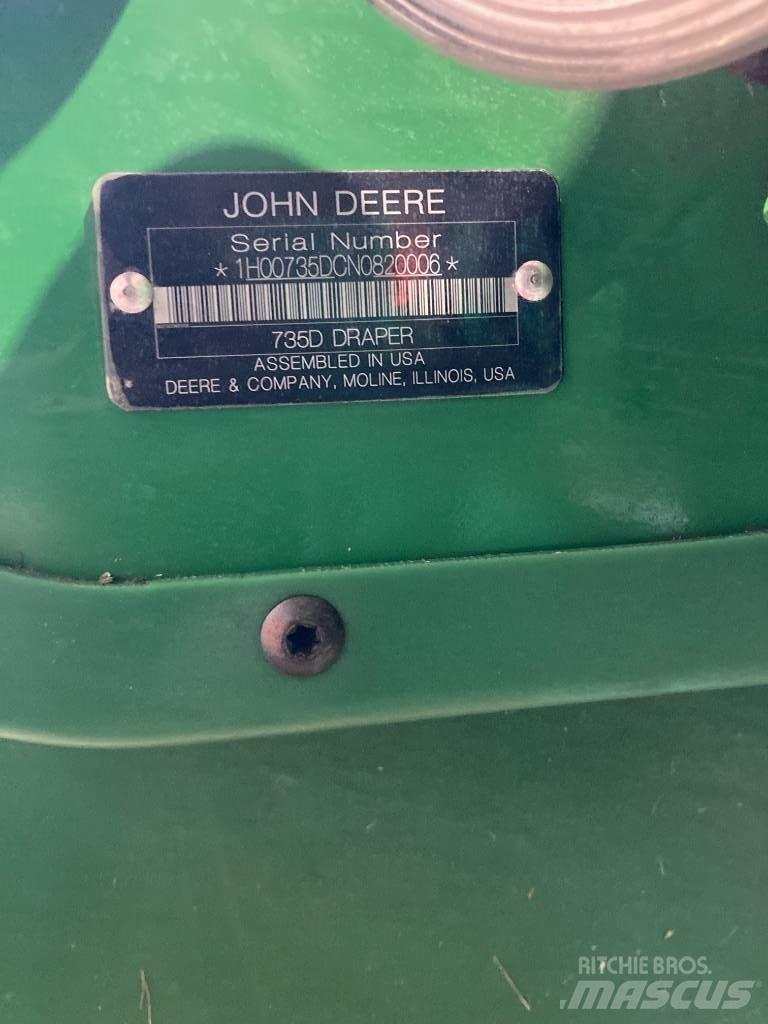 JOHN DEERE
Serial Number
*1H00735DCN0820006*
735D DRAPER
ASSEMBLED IN USA
DEERE & COMPANY, MOLINE, ILLINOIS, USA
RITCHIE BROS.
MASCUS